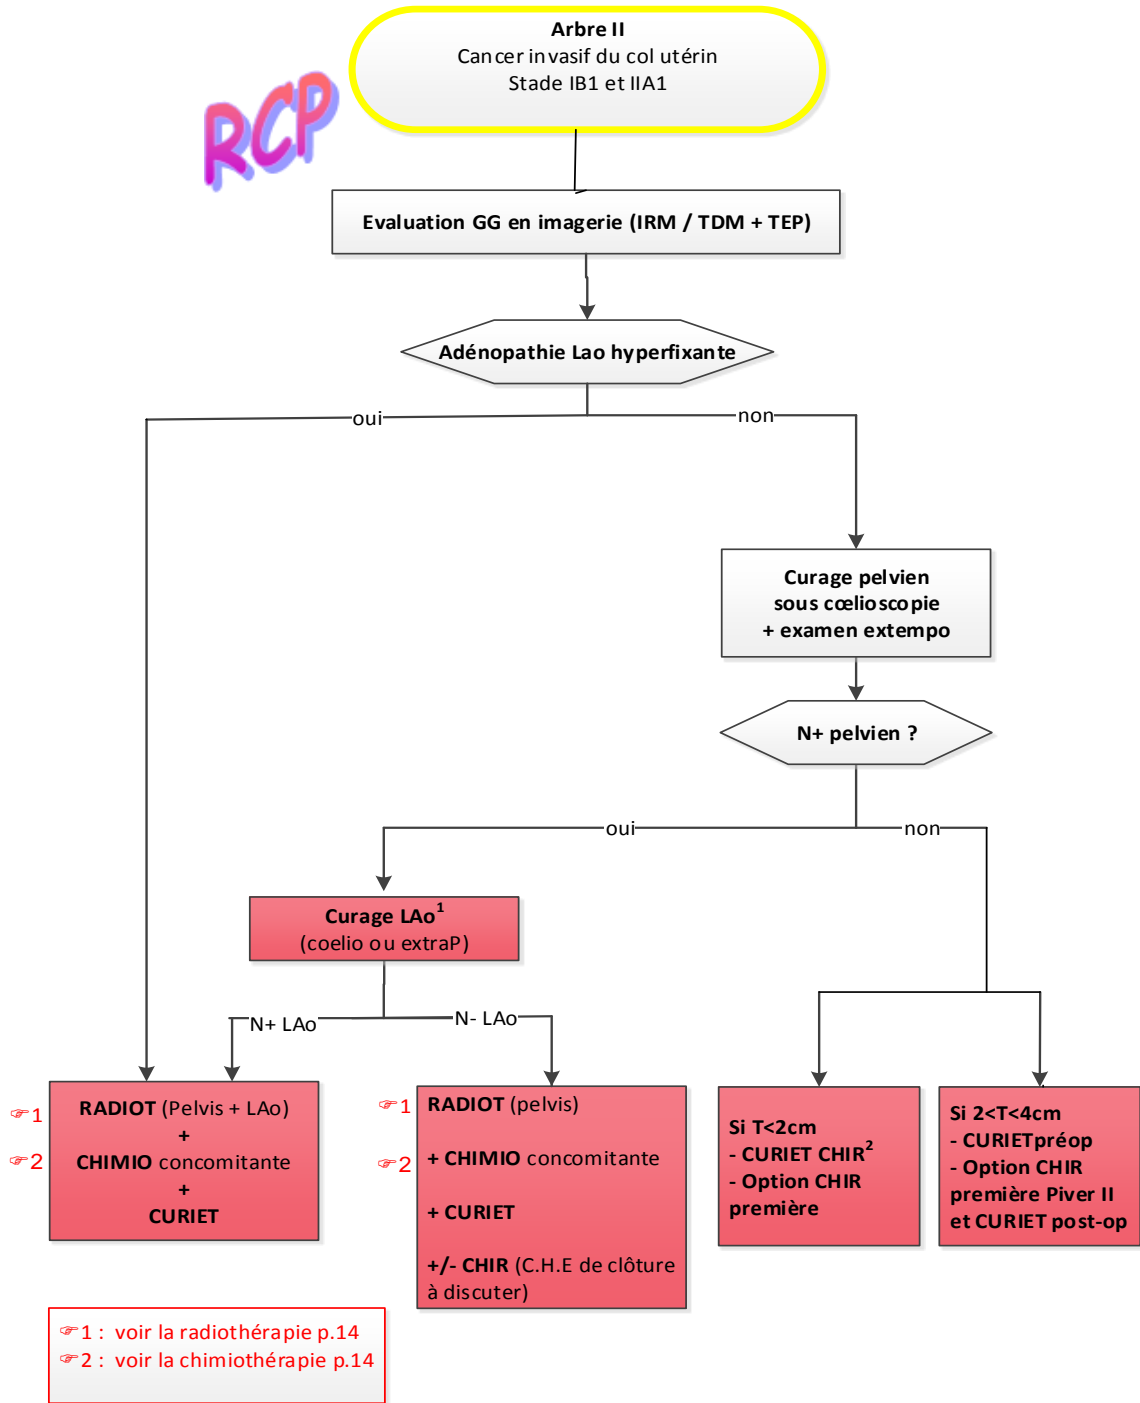 Arbre II
Cancer invasif du col utérin
Stade IB1 et IIA1
RCP
Evaluation GG en imagerie (IRM / TDM + TEP)
Adénopathie Lao hyperfixante
oui
non
Curage pelvien
sous cœlioscopie
+ examen extempo
N+ pelvien ?
oui
non
Curage LAo¹
(coelio ou extraP)
N+ LAo
N- LAo
☞1
☞2
RADIOT (Pelvis + LAo)
+
CHIMIO concomitante
+
CURIET
☞1
☞2
RADIOT (pelvis)
+ CHIMIO concomitante
+ CURIET
+/- CHIR (C.H.E de clôture
à discuter)
Si T<2cm
- CURIET CHIR²
- Option CHIR
première
Si 2<T<4cm
- CURIETpréop
- Option CHIR
première Piver II
et CURIET post-op
☞1 : voir la radiothérapie p.14
☞2 : voir la chimiothérapie p.14